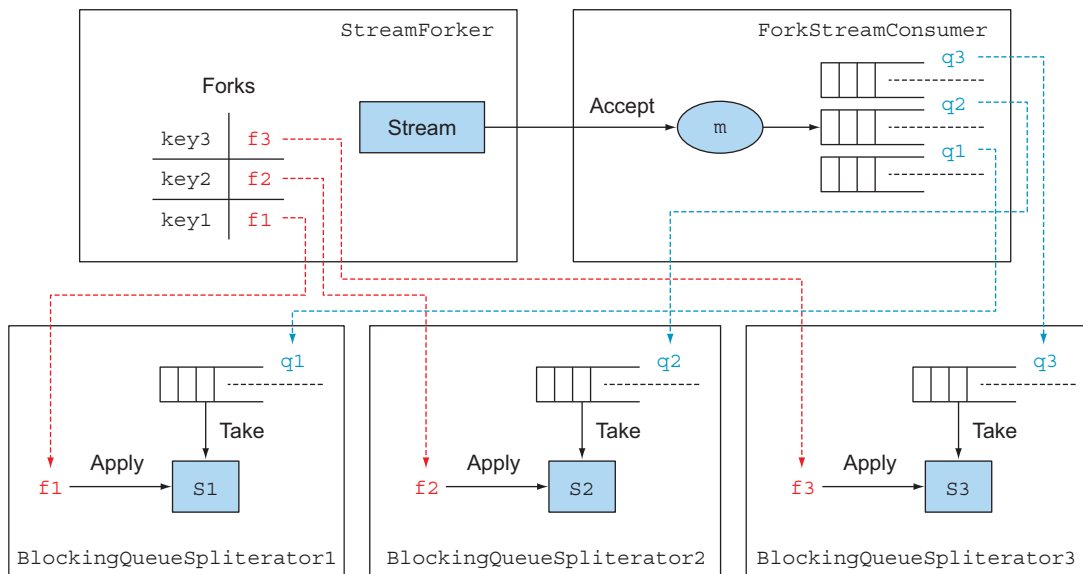 StreamForker
Forks
key3 f3
key2 f2
key1 f1
Stream
Accept
ForkStreamConsumer
m
q3
q2
q1
q1
Take
f1
Apply
S1
BlockingQueueSpliterator1
q2
Take
f2
Apply
S2
BlockingQueueSpliterator2
q3
Take
f3
Apply
S3
BlockingQueueSpliterator3